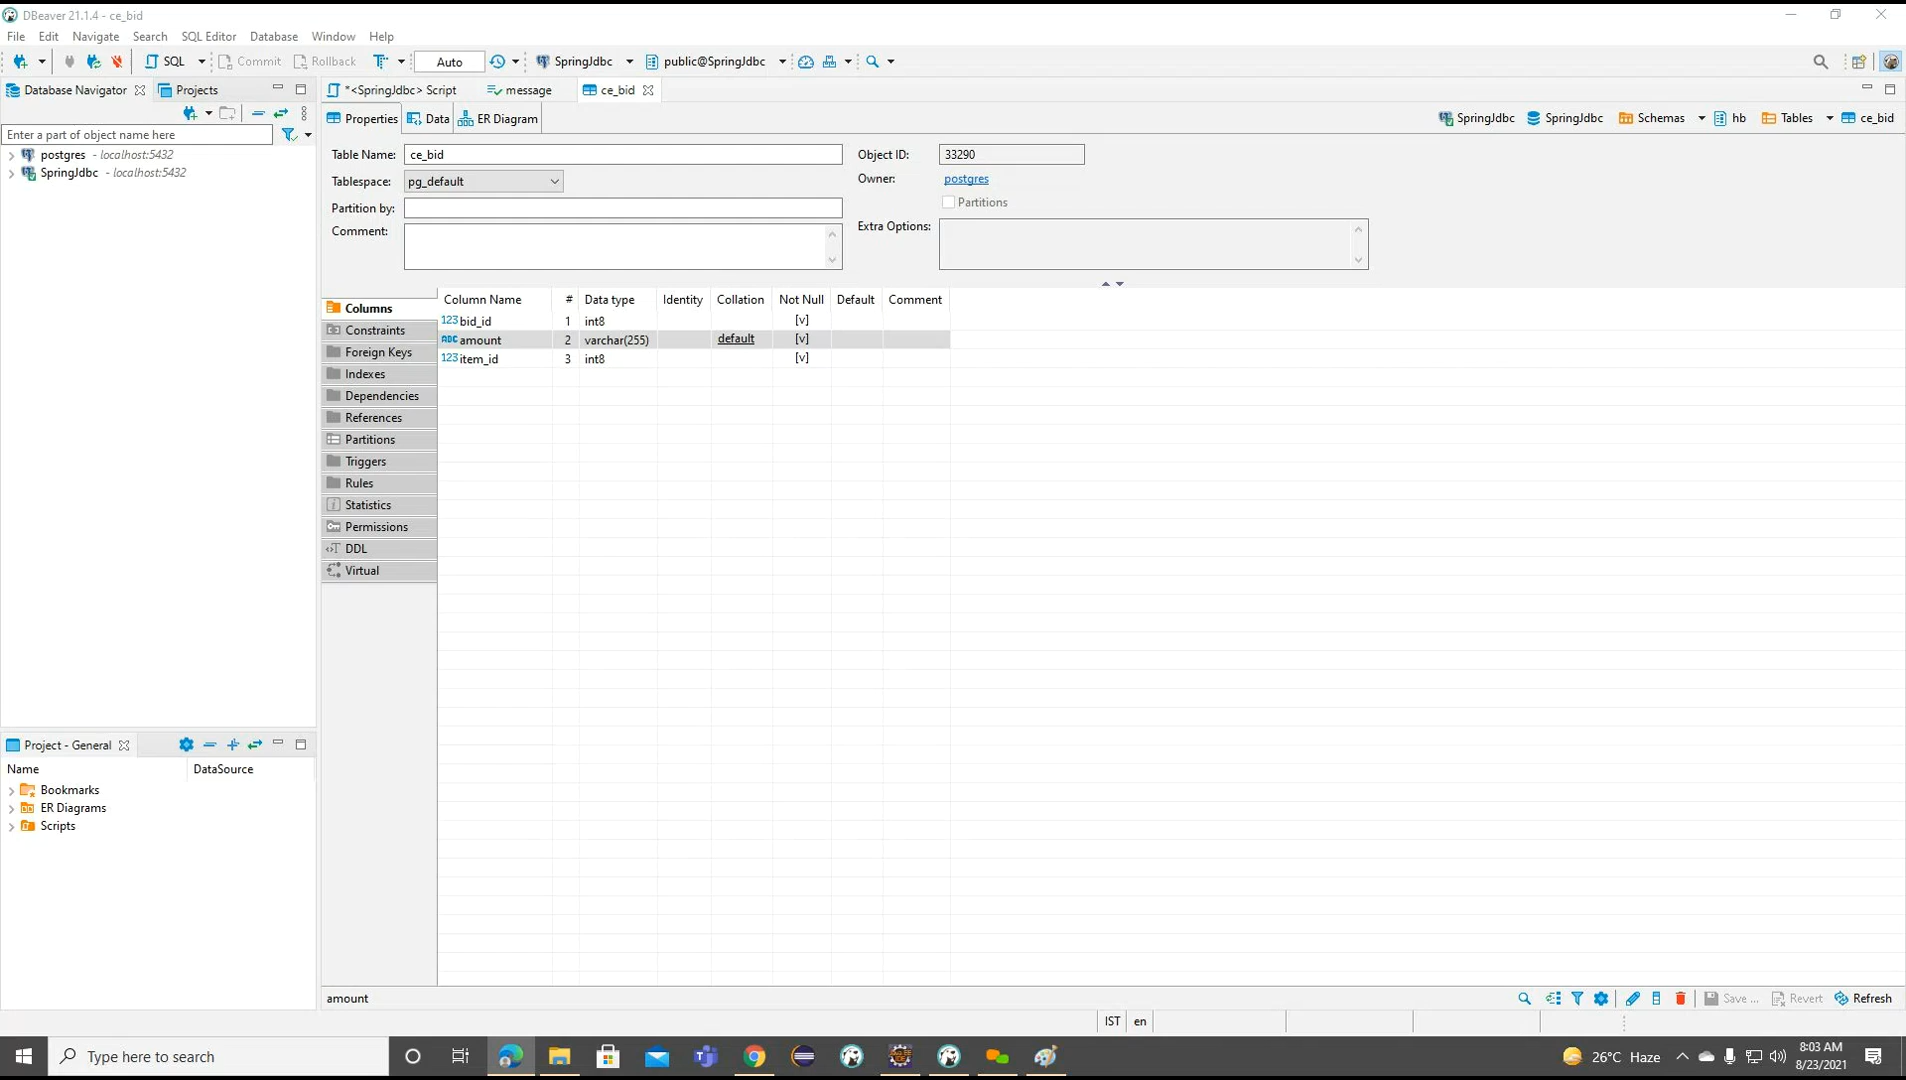 DBeaver 21.1.4 - ce_bid
File Edit Navigate Search SQL Editor Database Window Help
SQL Commit Rollback Auto SpringJdbc public@SpringJdbc
Database Navigator Projects
*<SpringJdbc> Script message ce_bid
Properties Data ER Diagram
SpringJdbc SpringJdbc Schemas hb Tables ce_bid
Enter a part of object name here
postgres - localhost:5432
SpringJdbc - localhost:5432
Table Name: ce_bid
Tablespace: pg_default
Partition by:
Comment:
Object ID: 33290
Owner: postgres
Partitions
Extra Options:
Columns
Constraints
Foreign Keys
Indexes
Dependencies
References
Partitions
Triggers
Rules
Statistics
Permissions
DDL
Virtual
Column Name # Data type Identity Collation Not Null Default Comment
123 bid_id 1 int8 [v]
ABC amount 2 varchar(255) default [v]
123 item_id 3 int8 [v]
Project - General
Name DataSource
Bookmarks
ER Diagrams
Scripts
amount
Save ... Revert Refresh
IST en
Type here to search
26°C Haze
8:03 AM
8/23/2021